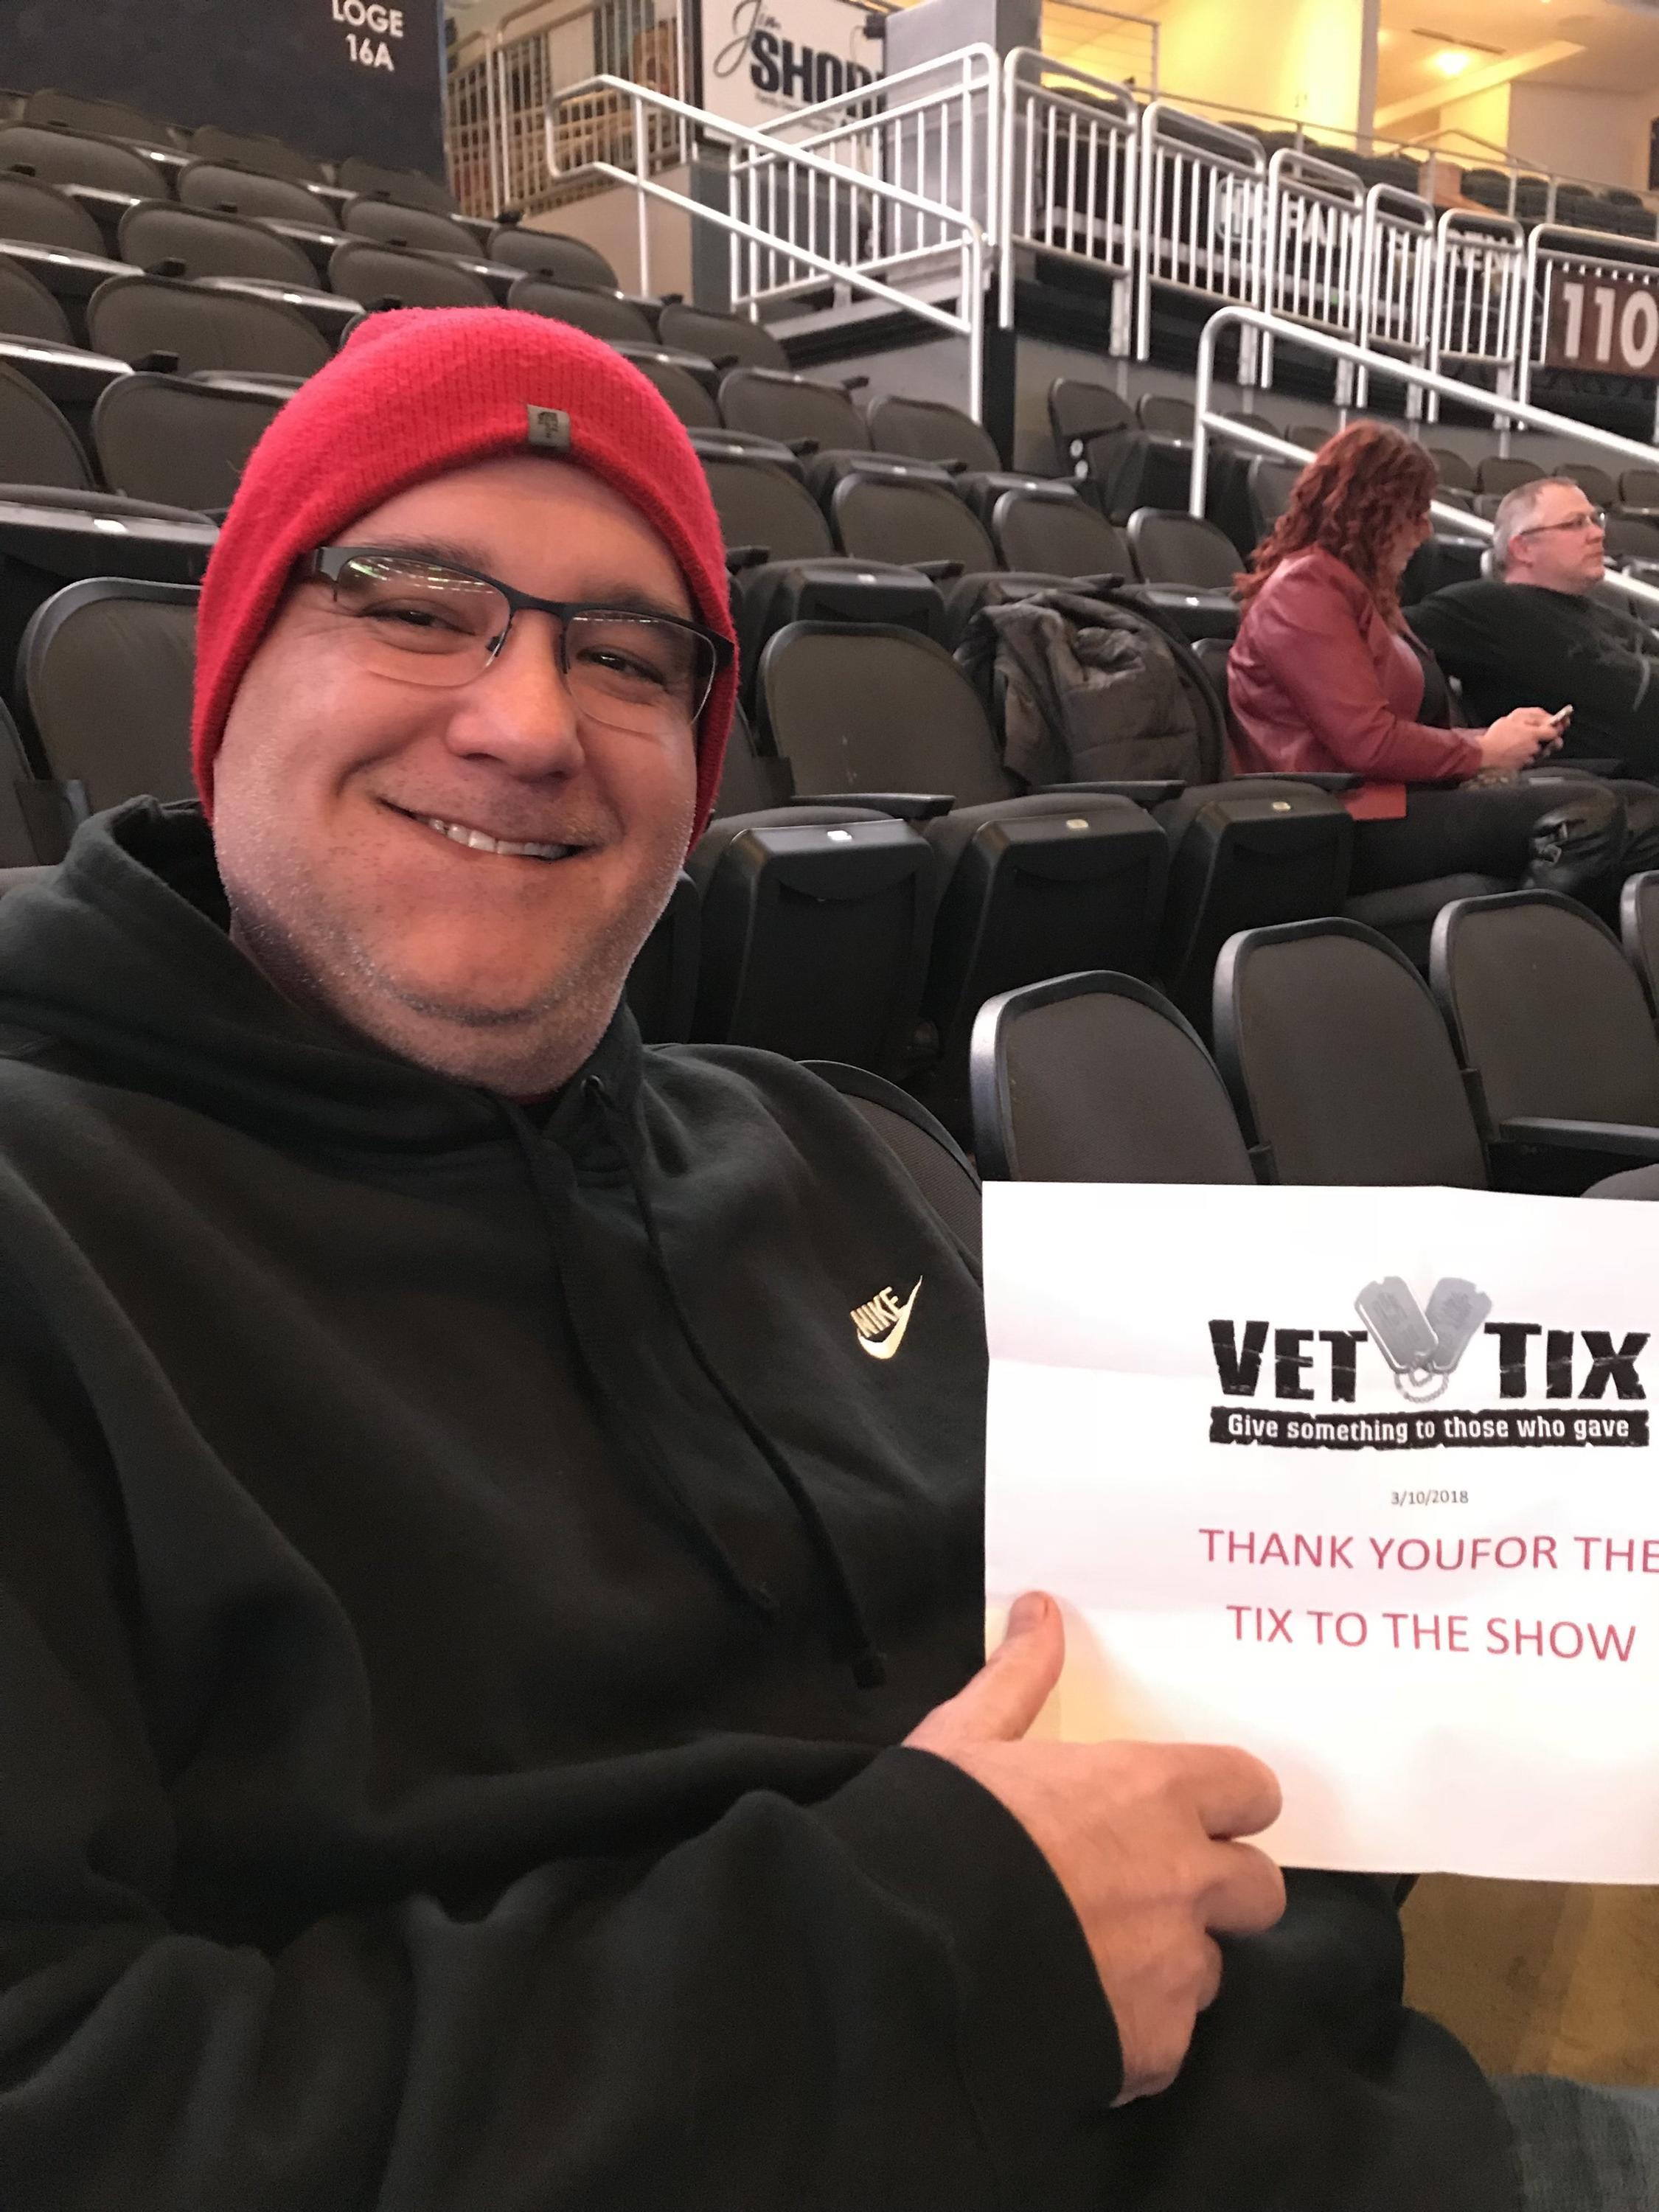 LOGE
16A
Jim
110
NIKE
VET TIX
Give something to those who gave
3/10/2018
THANK YOUFOR THE
TIX TO THE SHOW